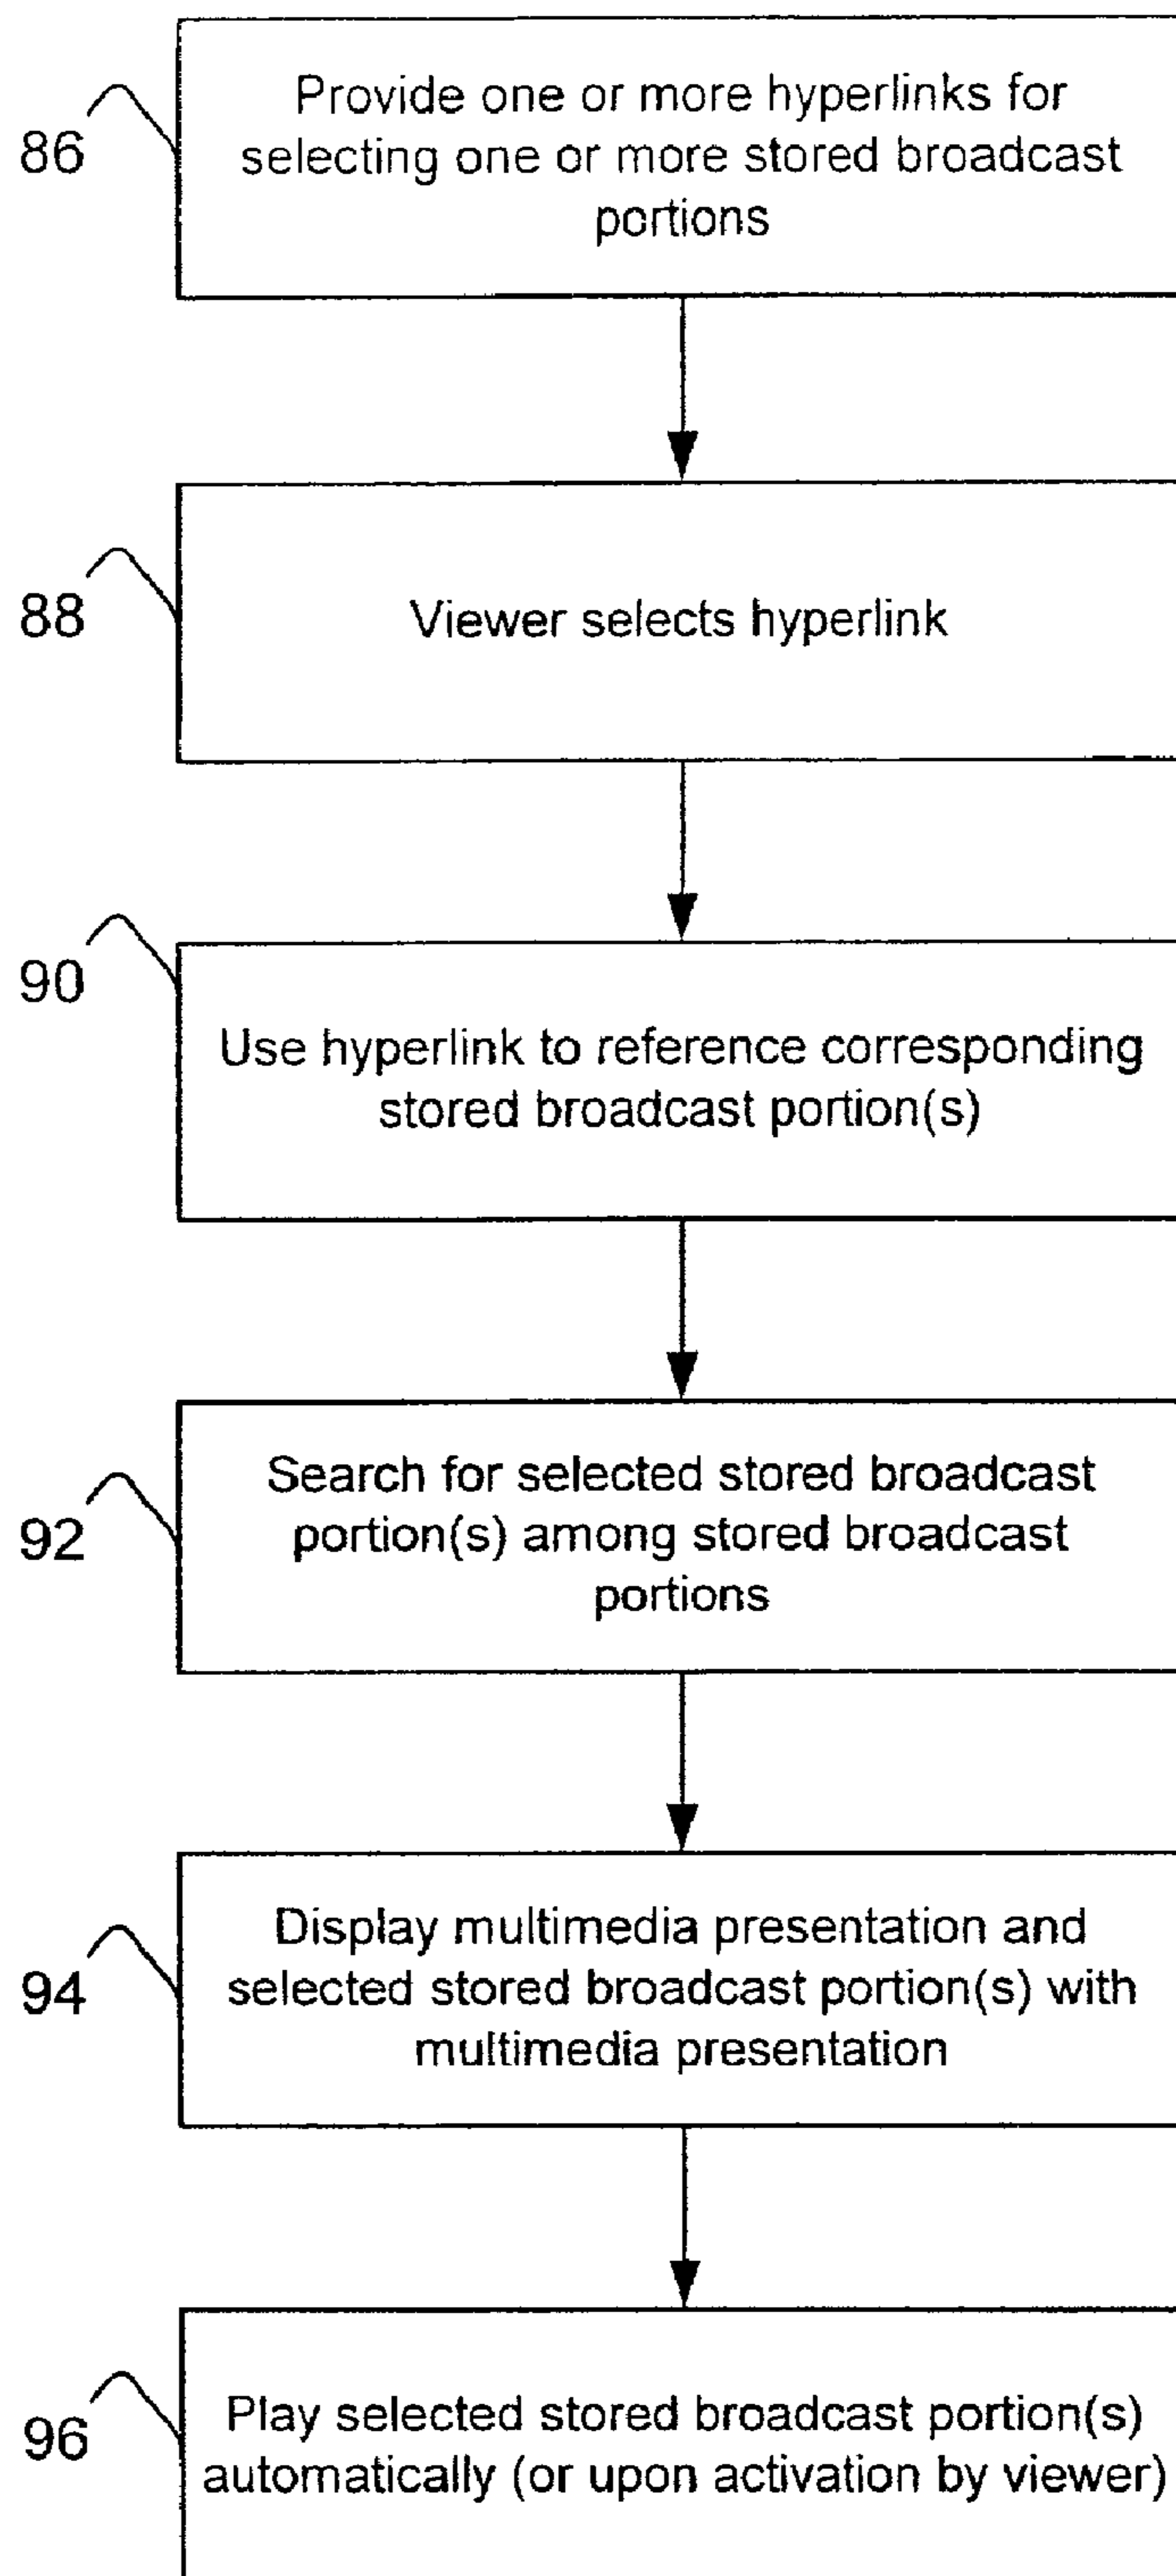 86
Provide one or more hyperlinks for
selecting one or more stored broadcast
portions
88
Viewer selects hyperlink
90
Use hyperlink to reference corresponding
stored broadcast portion(s)
92
Search for selected stored broadcast
portion(s) among stored broadcast
portions
94
Display multimedia presentation and
selected stored broadcast portion(s) with
multimedia presentation
96
Play selected stored broadcast portion(s)
automatically (or upon activation by viewer)